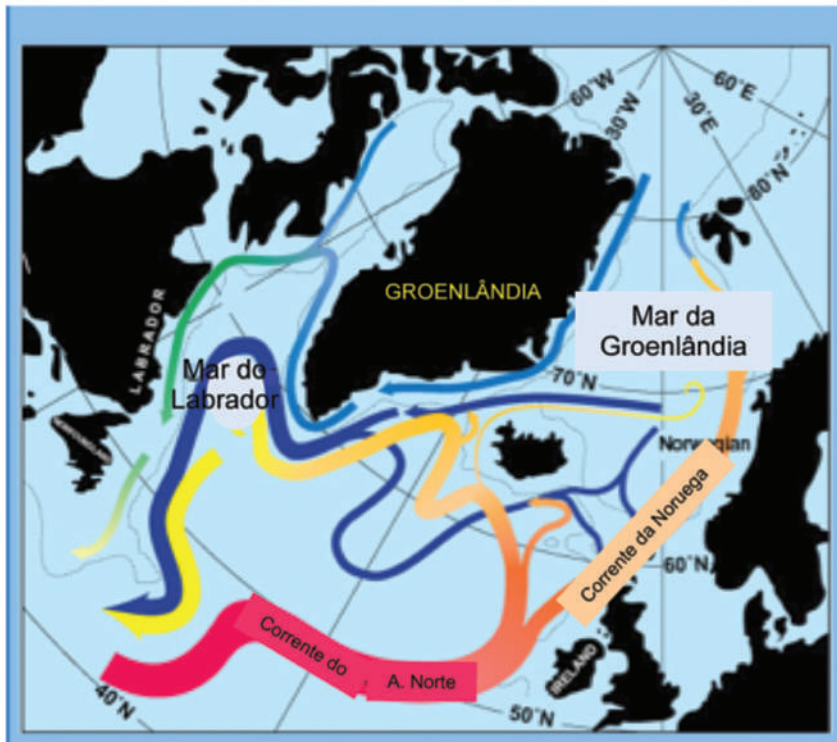 60°W
30°W
30°E
60°E
80°N
GROENLÂNDIA
Mar da
Groenlândia
LABRADOR
Mar do
Labrador
70°N
Norwegian
NEWFOUNDLAND
Corrente da Noruega
60°N
Corrente do
A. Norte
IRELAND
40°N
50°N